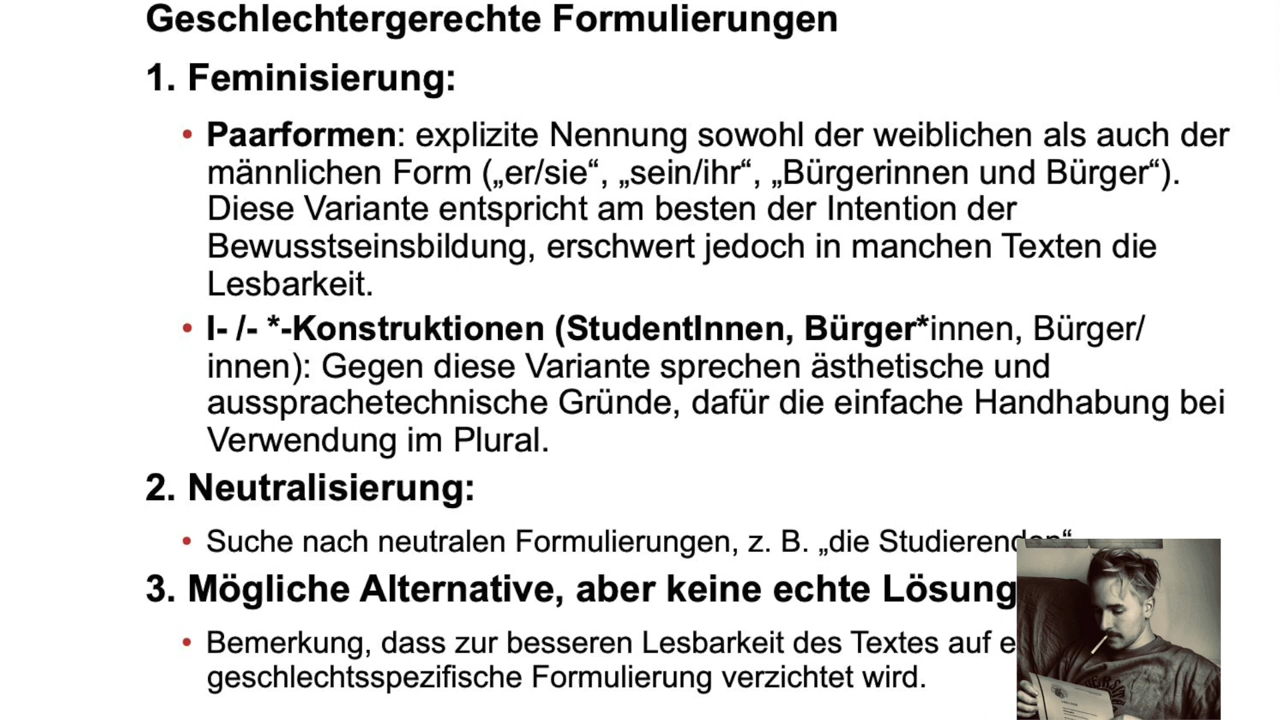 Geschlechtergerechte Formulierungen
1. Feminisierung:
• Paarformen: explizite Nennung sowohl der weiblichen als auch der
männlichen Form („er/sie“, „sein/ihr“, „Bürgerinnen und Bürger“).
Diese Variante entspricht am besten der Intention der
Bewusstseinsbildung, erschwert jedoch in manchen Texten die
Lesbarkeit.
• I- /- *-Konstruktionen (StudentInnen, Bürger*innen, Bürger/
innen): Gegen diese Variante sprechen ästhetische und
aussprachetechnische Gründe, dafür die einfache Handhabung bei
Verwendung im Plural.
2. Neutralisierung:
• Suche nach neutralen Formulierungen, z. B. „die Studierenden“
3. Mögliche Alternative, aber keine echte Lösung
• Bemerkung, dass zur besseren Lesbarkeit des Textes auf
geschlechtsspezifische Formulierung verzichtet wird.